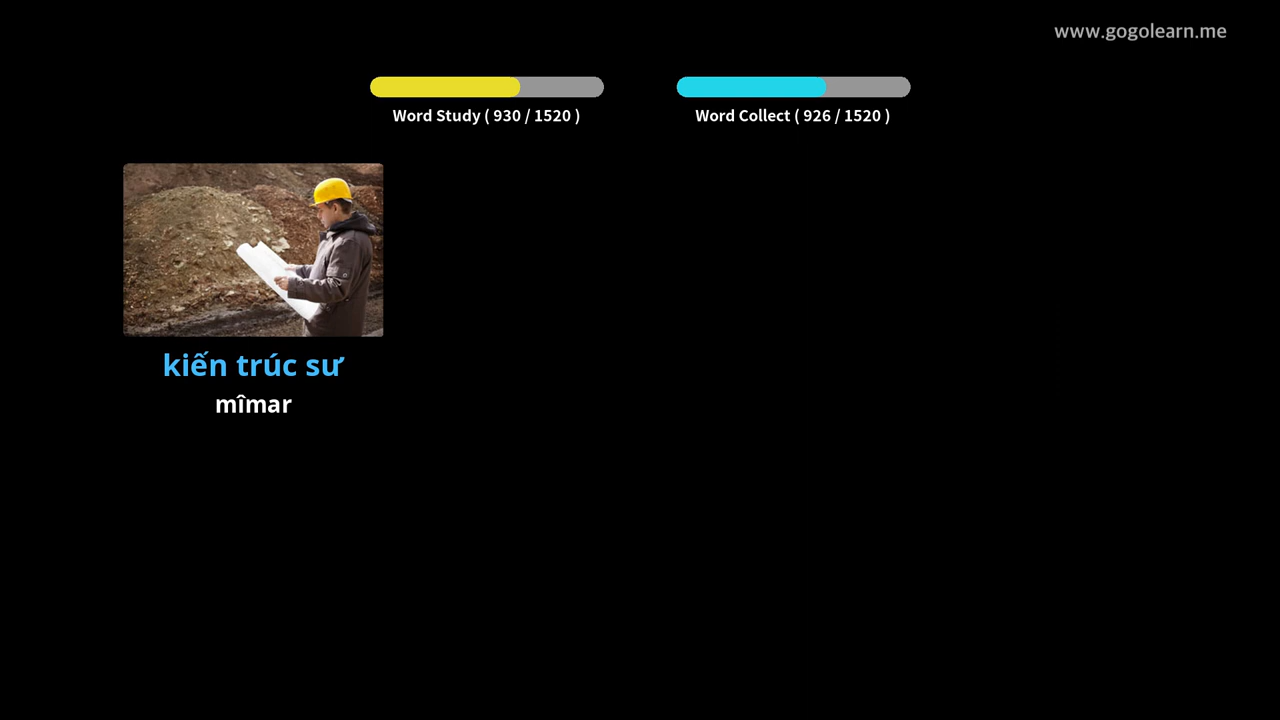 www.gogolearn.me
Word Study ( 930 / 1520 )
Word Collect ( 926 / 1520 )
kiến trúc sư
mîmar